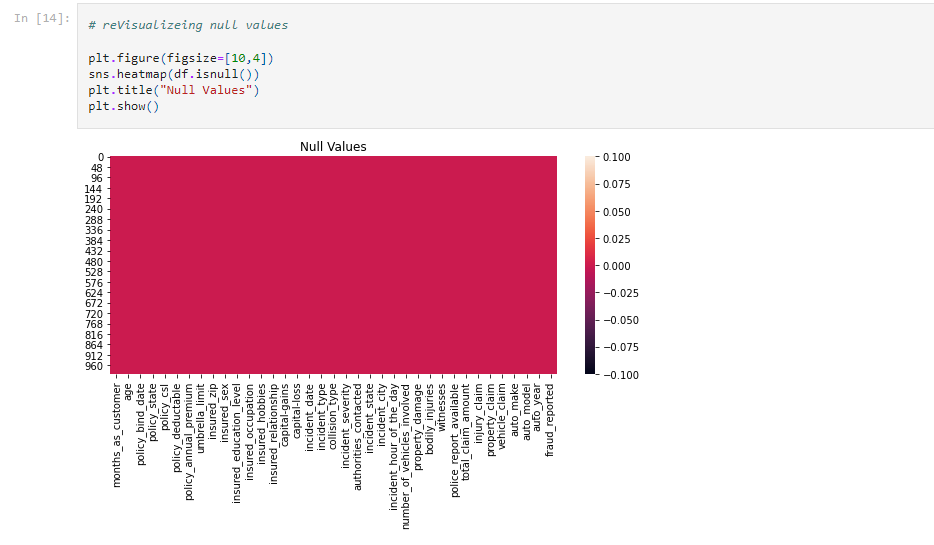 In [14]:
# reVisualizeing null values
plt.figure(figsize=[10,4])
sns.heatmap(df.isnull())
plt.title("Null Values")
plt.show()
Null Values
0
48
96
144
192
240
288
336
384
432
480
528
576
624
672
720
768
816
864
912
960
months_as_customer
age
policy_bind_date
policy_state
policy_csl
policy_deductable
policy_annual_premium
umbrella_limit
insured_zip
insured_sex
insured_education_level
insured_occupation
insured_hobbies
insured_relationship
capital-gains
capital-loss
incident_date
incident_type
collision_type
incident_severity
authorities_contacted
incident_state
incident_city
incident_hour_of_the_day
number_of_vehicles_involved
property_damage
bodily_injuries
witnesses
police_report_available
total_claim_amount
injury_claim
property_claim
vehicle_claim
auto_make
auto_model
auto_year
fraud_reported
0.100
0.075
0.050
0.025
0.000
−0.025
−0.050
−0.075
−0.100